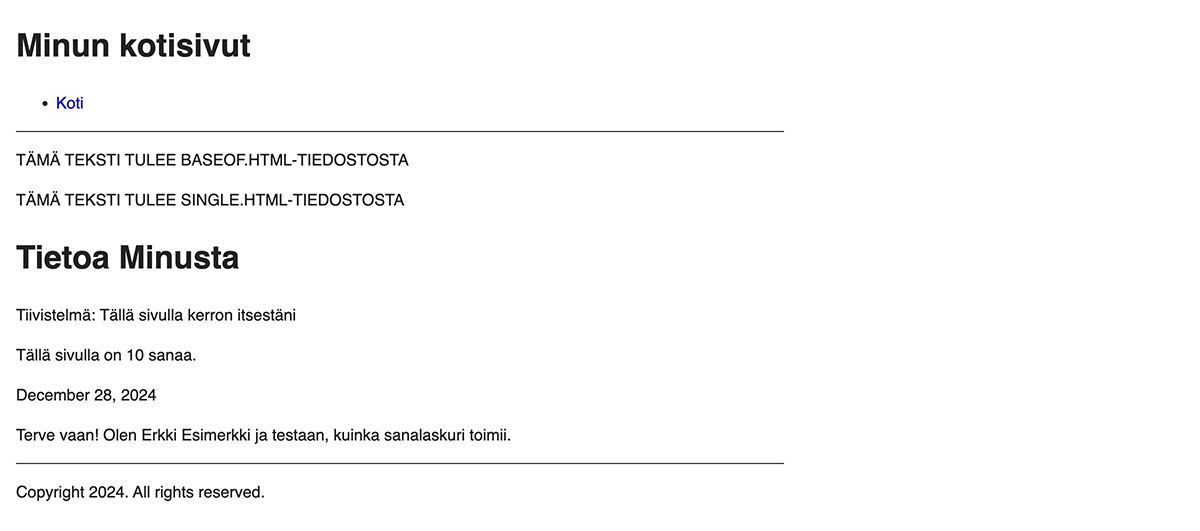 Minun kotisivut
Koti
TÄMÄ TEKSTI TULEE BASEOF.HTML-TIEDOSTOSTA
TÄMÄ TEKSTI TULEE SINGLE.HTML-TIEDOSTOSTA
Tietoa Minusta
Tiivistelmä: Tällä sivulla kerron itsestäni
Tällä sivulla on 10 sanaa.
December 28, 2024
Terve vaan! Olen Erkki Esimerkki ja testaan, kuinka sanalaskuri toimii.
Copyright 2024. All rights reserved.